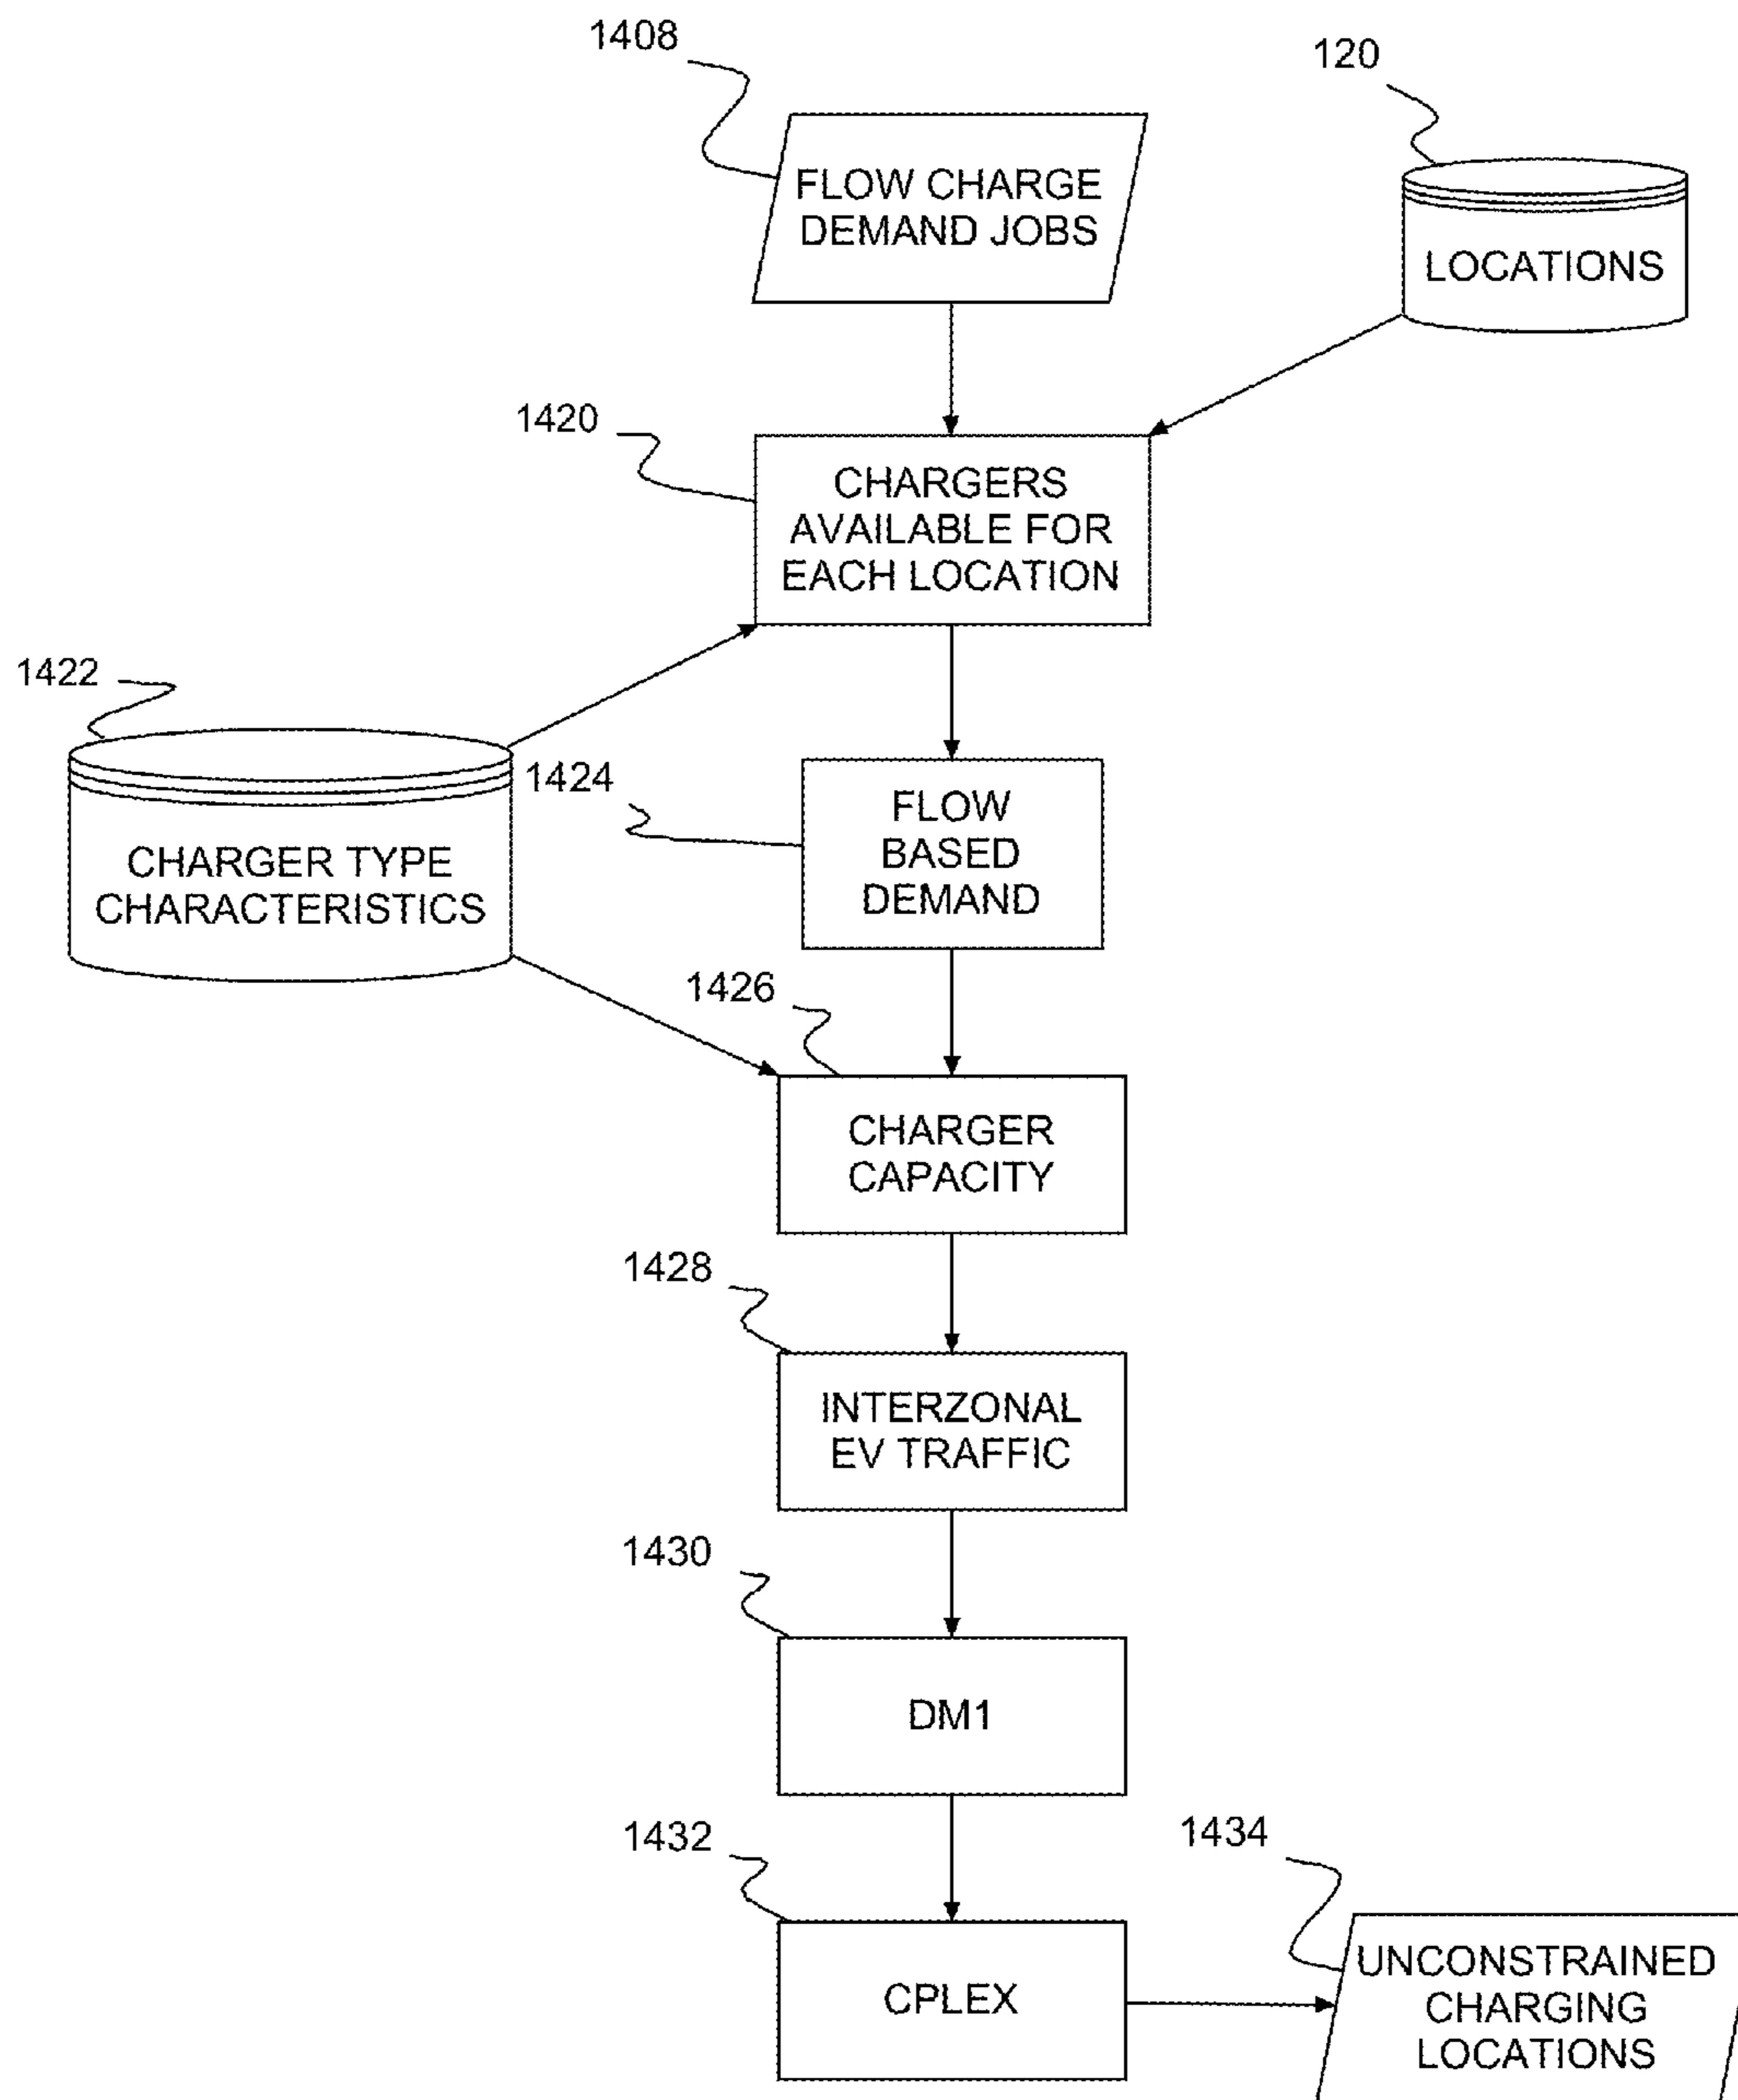 1408
120
FLOW CHARGE
DEMAND JOBS
LOCATIONS
1420
CHARGERS
AVAILABLE FOR
EACH LOCATION
1422
1424
FLOW
BASED
DEMAND
CHARGER TYPE
CHARACTERISTICS
1426
CHARGER
CAPACITY
1428
INTERZONAL
EV TRAFFIC
1430
DM1
1432
1434
CPLEX
UNCONSTRAINED
CHARGING
LOCATIONS